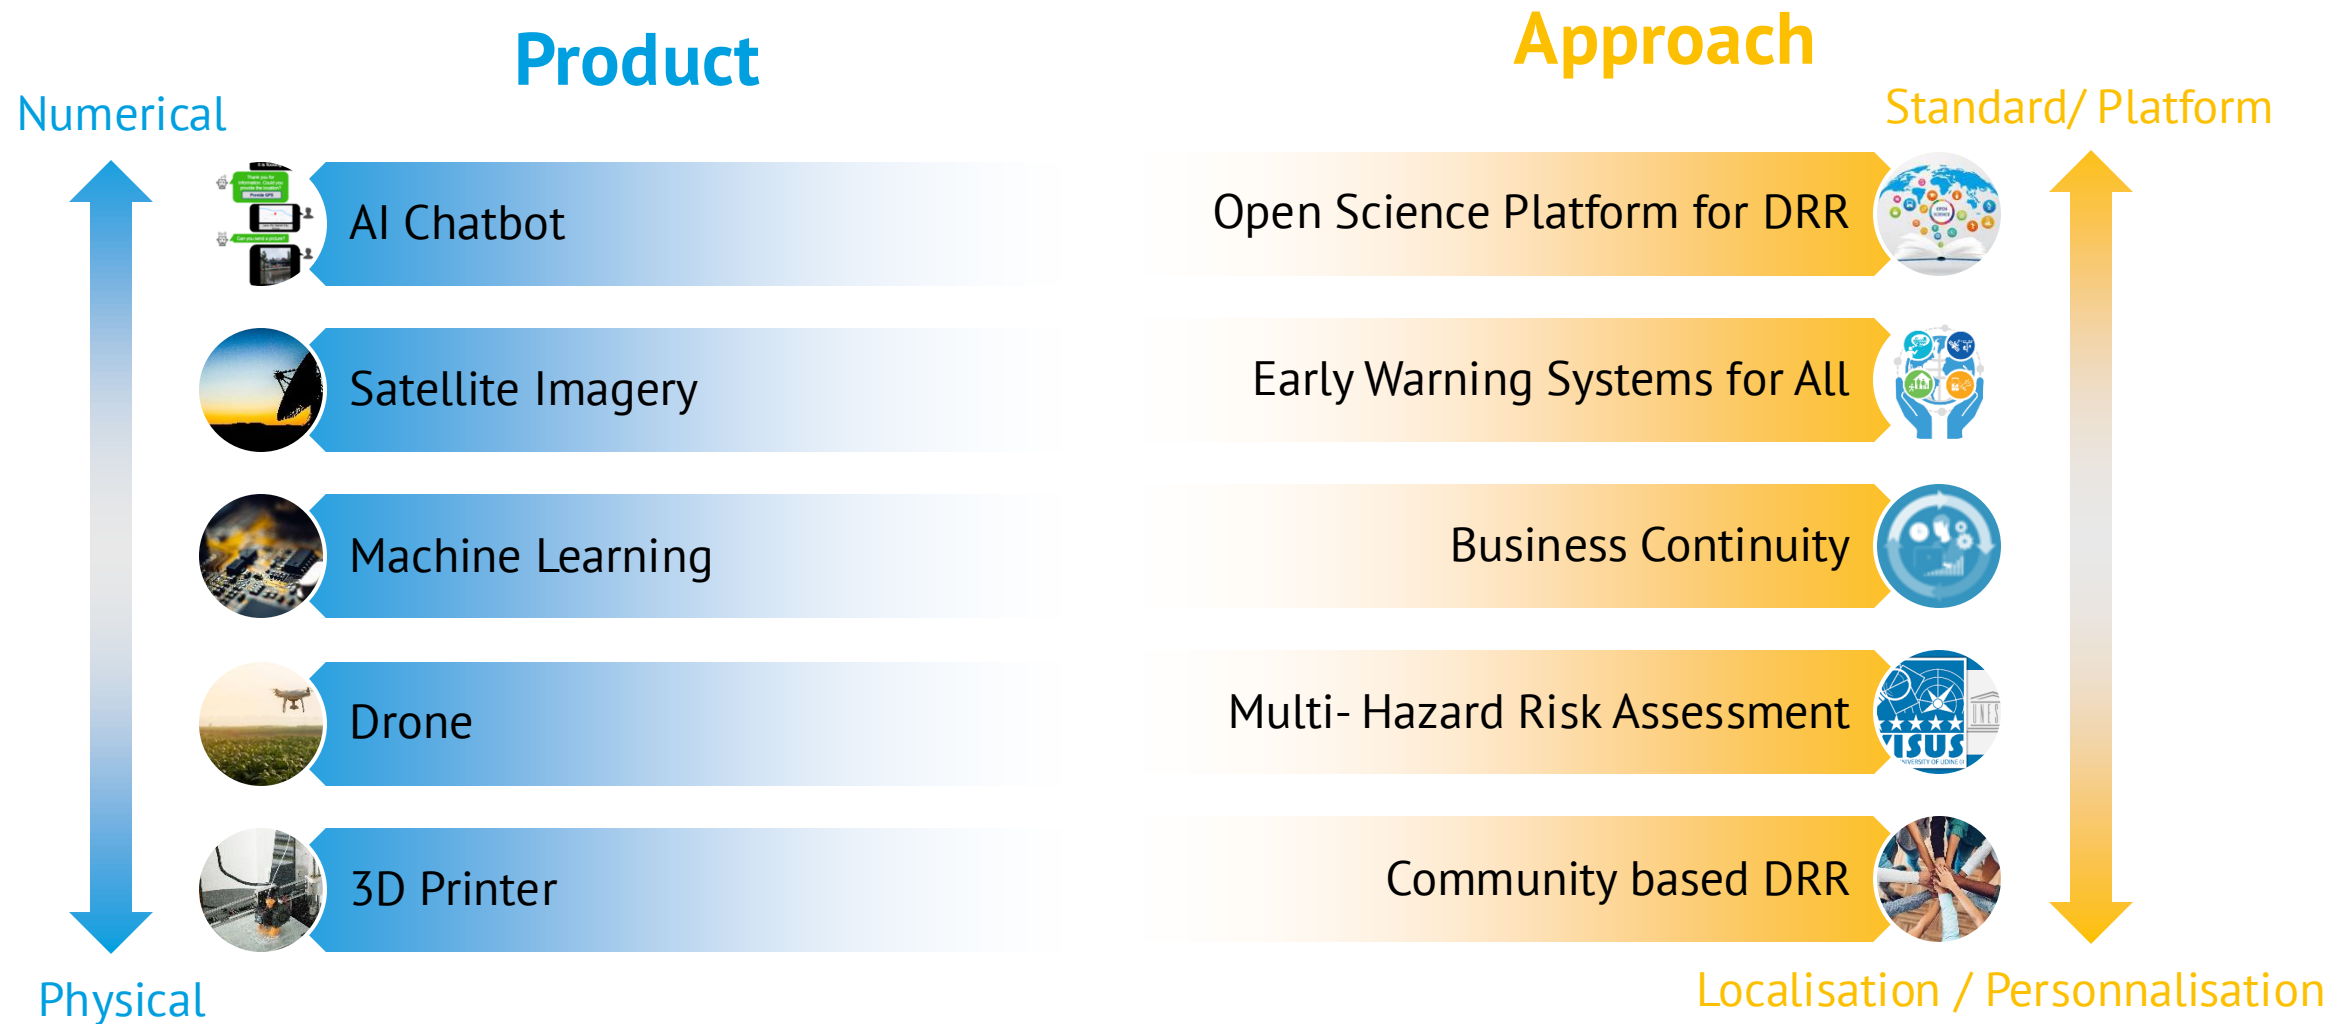 Product
Numerical
AI Chatbot
Satellite Imagery
Machine Learning
Drone
3D Printer
Physical
Approach
Standard/ Platform
Open Science Platform for DRR
Early Warning Systems for All
Business Continuity
Multi- Hazard Risk Assessment
VISUS
Community based DRR
Localisation / Personnalisation